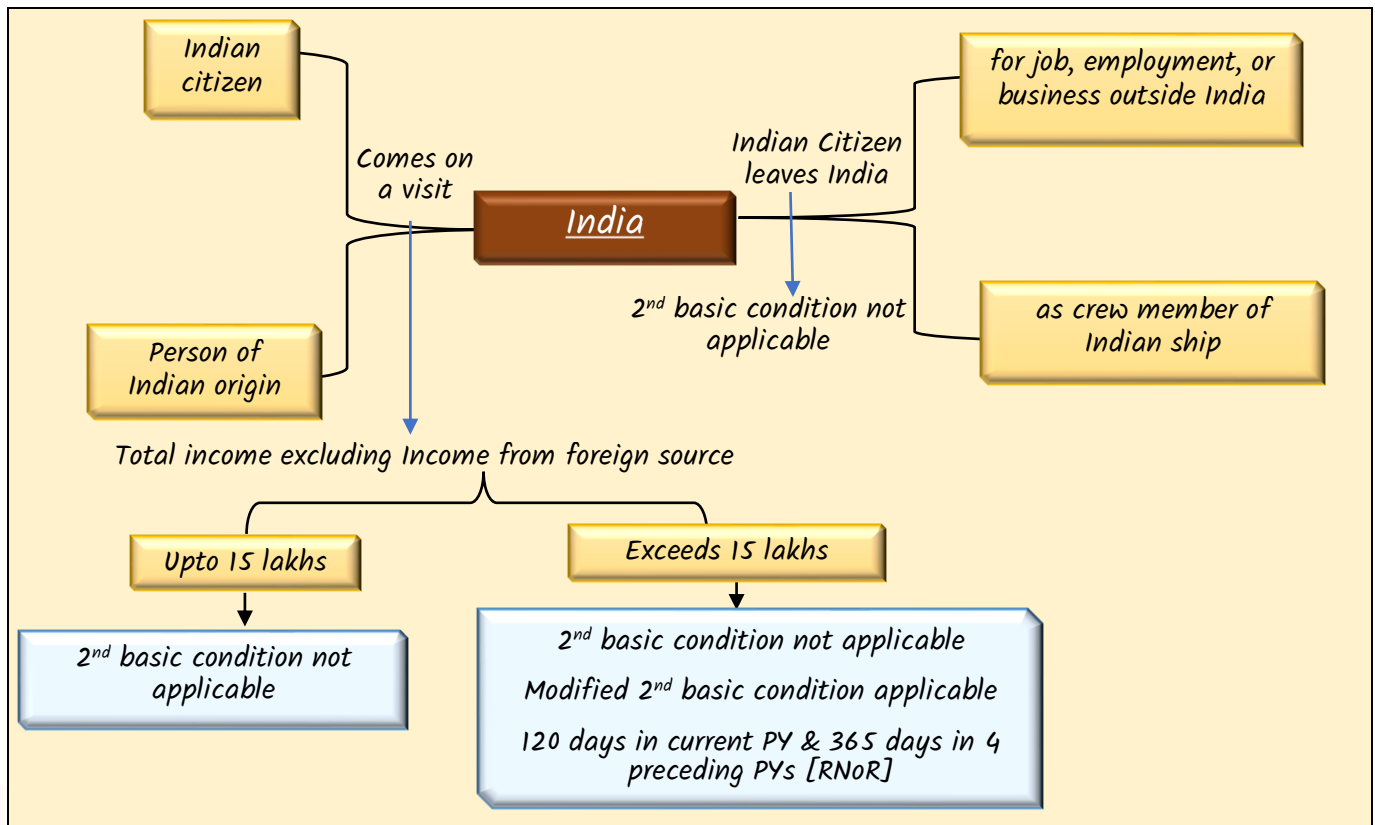 Indian
citizen
for job, employment, or
business outside India
Comes on
a visit
Indian Citizen
leaves India
India
2nd basic condition not
applicable
as crew member of
Indian ship
Person of
Indian origin
Total income excluding Income from foreign source
Upto 15 lakhs
Exceeds 15 lakhs
2nd basic condition not
applicable
2nd basic condition not applicable
Modified 2nd basic condition applicable
120 days in current PY & 365 days in 4
preceding PYs [RNoR]